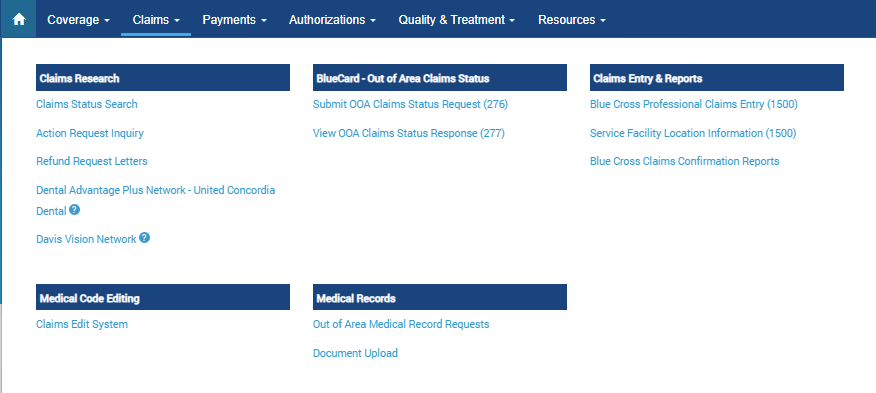 Coverage Claims Payments Authorizations Quality & Treatment Resources
Claims Research
Claims Status Search
Action Request Inquiry
Refund Request Letters
Dental Advantage Plus Network - United Concordia
Dental ?
Davis Vision Network ?
BlueCard - Out of Area Claims Status
Submit OOA Claims Status Request (276)
View OOA Claims Status Response (277)
Claims Entry & Reports
Blue Cross Professional Claims Entry (1500)
Service Facility Location Information (1500)
Blue Cross Claims Confirmation Reports
Medical Code Editing
Claims Edit System
Medical Records
Out of Area Medical Record Requests
Document Upload